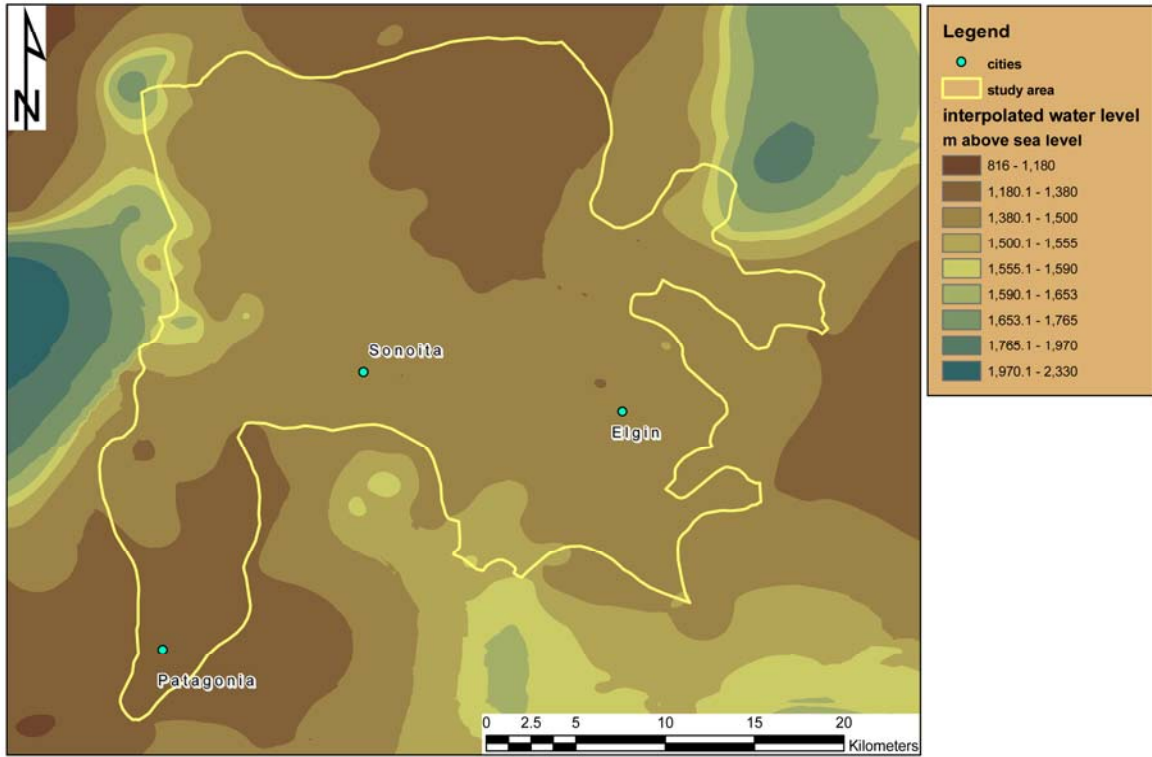 N
Sonoita
Elgin
Patagonia
0 2.5 5 10 15 20
Kilometers
Legend
cities
study area
interpolated water level
m above sea level
816 - 1,180
1,180.1 - 1,380
1,380.1 - 1,500
1,500.1 - 1,555
1,555.1 - 1,590
1,590.1 - 1,653
1,653.1 - 1,765
1,765.1 - 1,970
1,970.1 - 2,330